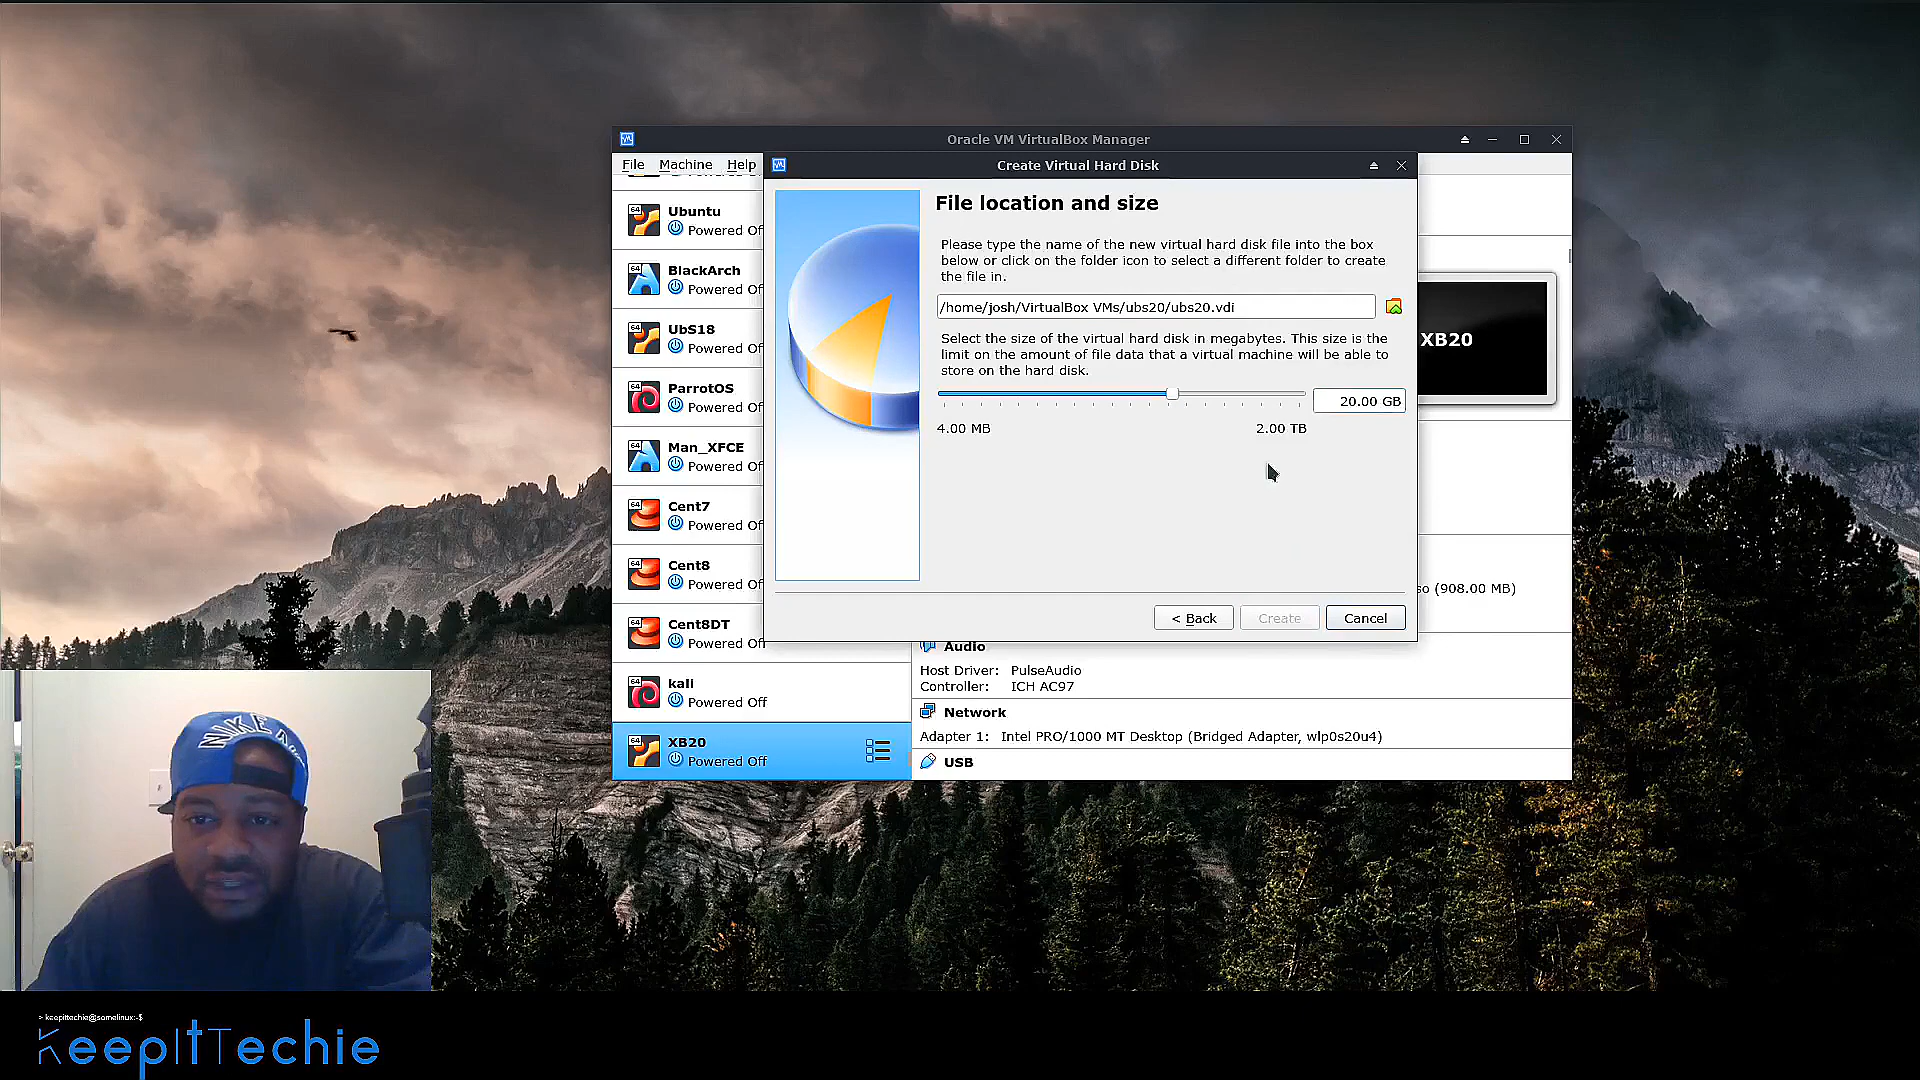 Oracle VM VirtualBox Manager
File Machine Help
Create Virtual Hard Disk
Ubuntu
Powered Of
BlackArch
Powered Of
UbS18
Powered Of
ParrotOS
Powered Of
Man_XFCE
Powered Of
Cent7
Powered Of
Cent8
Powered Of
Cent8DT
Powered Off
kali
Powered Off
XB20
Powered Off
File location and size
Please type the name of the new virtual hard disk file into the box
below or click on the folder icon to select a different folder to create
the file in.
/home/josh/VirtualBox VMs/ubs20/ubs20.vdi
Select the size of the virtual hard disk in megabytes. This size is the
limit on the amount of file data that a virtual machine will be able to
store on the hard disk.
20.00 GB
4.00 MB 2.00 TB
< Back Create Cancel
XB20
so (908.00 MB)
Audio
Host Driver: PulseAudio
Controller: ICH AC97
Network
Adapter 1: Intel PRO/1000 MT Desktop (Bridged Adapter, wlp0s20u4)
USB
NIKE
> keepittechie@somelinux:~$
KeepItTechie